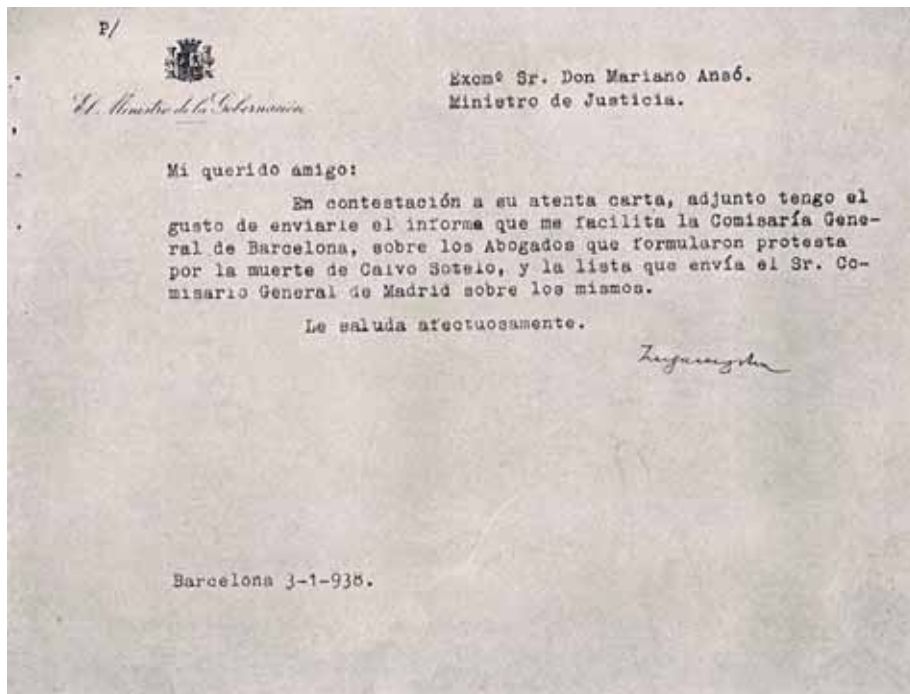 P/
El Ministro de la Gobernación
Excmº Sr. Don Mariano Ansó.
Ministro de Justicia.
Mi querido amigo:
En contestación a su atenta carta, adjunto tengo el
gusto de enviarle el informe que me facilita la Comisaría Gene-
ral de Barcelona, sobre los Abogados que formularon protesta
por la muerte de Calvo Sotelo, y la lista que envía el Sr. Co-
misario General de Madrid sobre los mismos.
Le saluda afectuosamente.
Barcelona 3-1-938.